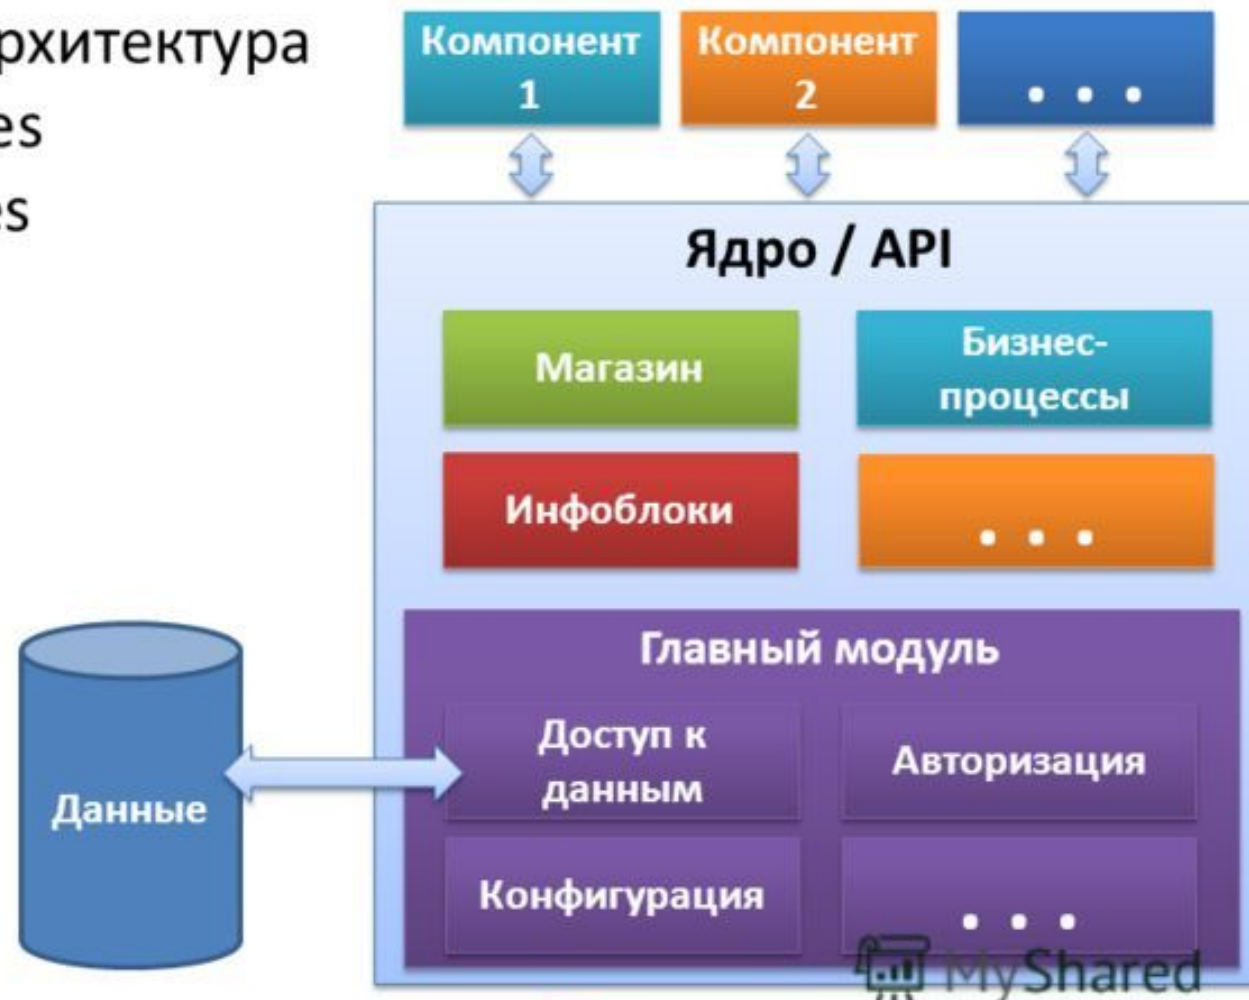 рхитектура
es
es
Компонент
1
Компонент
2
. . .
Ядро / API
Магазин
Бизнес-
процессы
Инфоблоки
. . .
Главный модуль
Доступ к
данным
Авторизация
Конфигурация
. . .
Данные
MyShared